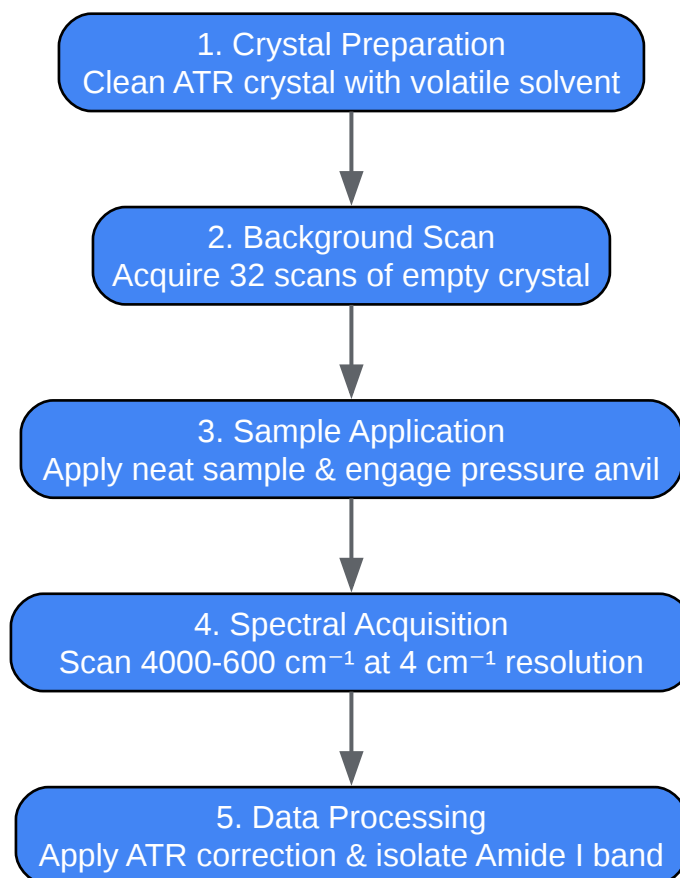 1. Crystal Preparation
Clean ATR crystal with volatile solvent
2. Background Scan
Acquire 32 scans of empty crystal
3. Sample Application
Apply neat sample & engage pressure anvil
4. Spectral Acquisition
Scan 4000-600 cm⁻¹ at 4 cm⁻¹ resolution
5. Data Processing
Apply ATR correction & isolate Amide I band